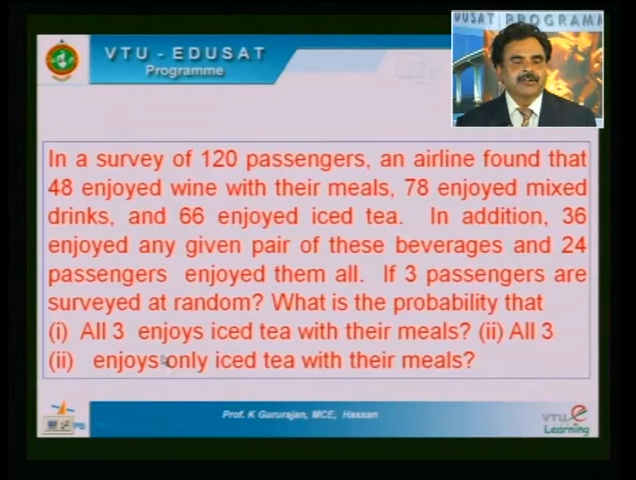 DUSAT PROGRAMM
VTU - EDUSAT
Programme
In a survey of 120 passengers, an airline found that
48 enjoyed wine with their meals, 78 enjoyed mixed
drinks, and 66 enjoyed iced tea. In addition, 36
enjoyed any given pair of these beverages and 24
passengers enjoyed them all. If 3 passengers are
surveyed at random? What is the probability that
(i) All 3 enjoys iced tea with their meals? (ii) All 3
(ii) enjoys only iced tea with their meals?
Prof. K Gururajan, MCE, Hassan
VTU e
Learning